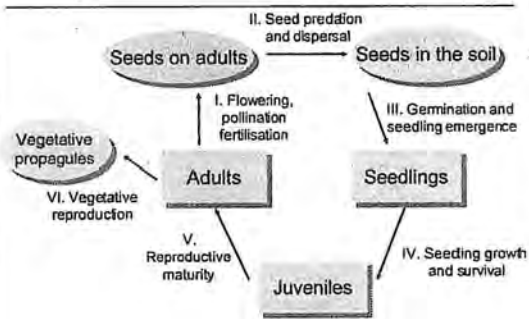 II. Seed predation
and dispersal
Seeds on adults
Seeds in the soil
I. Flowering,
pollination
fertilisation
III. Germination and
seedling emergence
Vegetative
propagules
Adults
Seedlings
VI. Vegetative
reproduction
V.
Reproductive
maturity
IV. Seedling growth
and survival
Juveniles